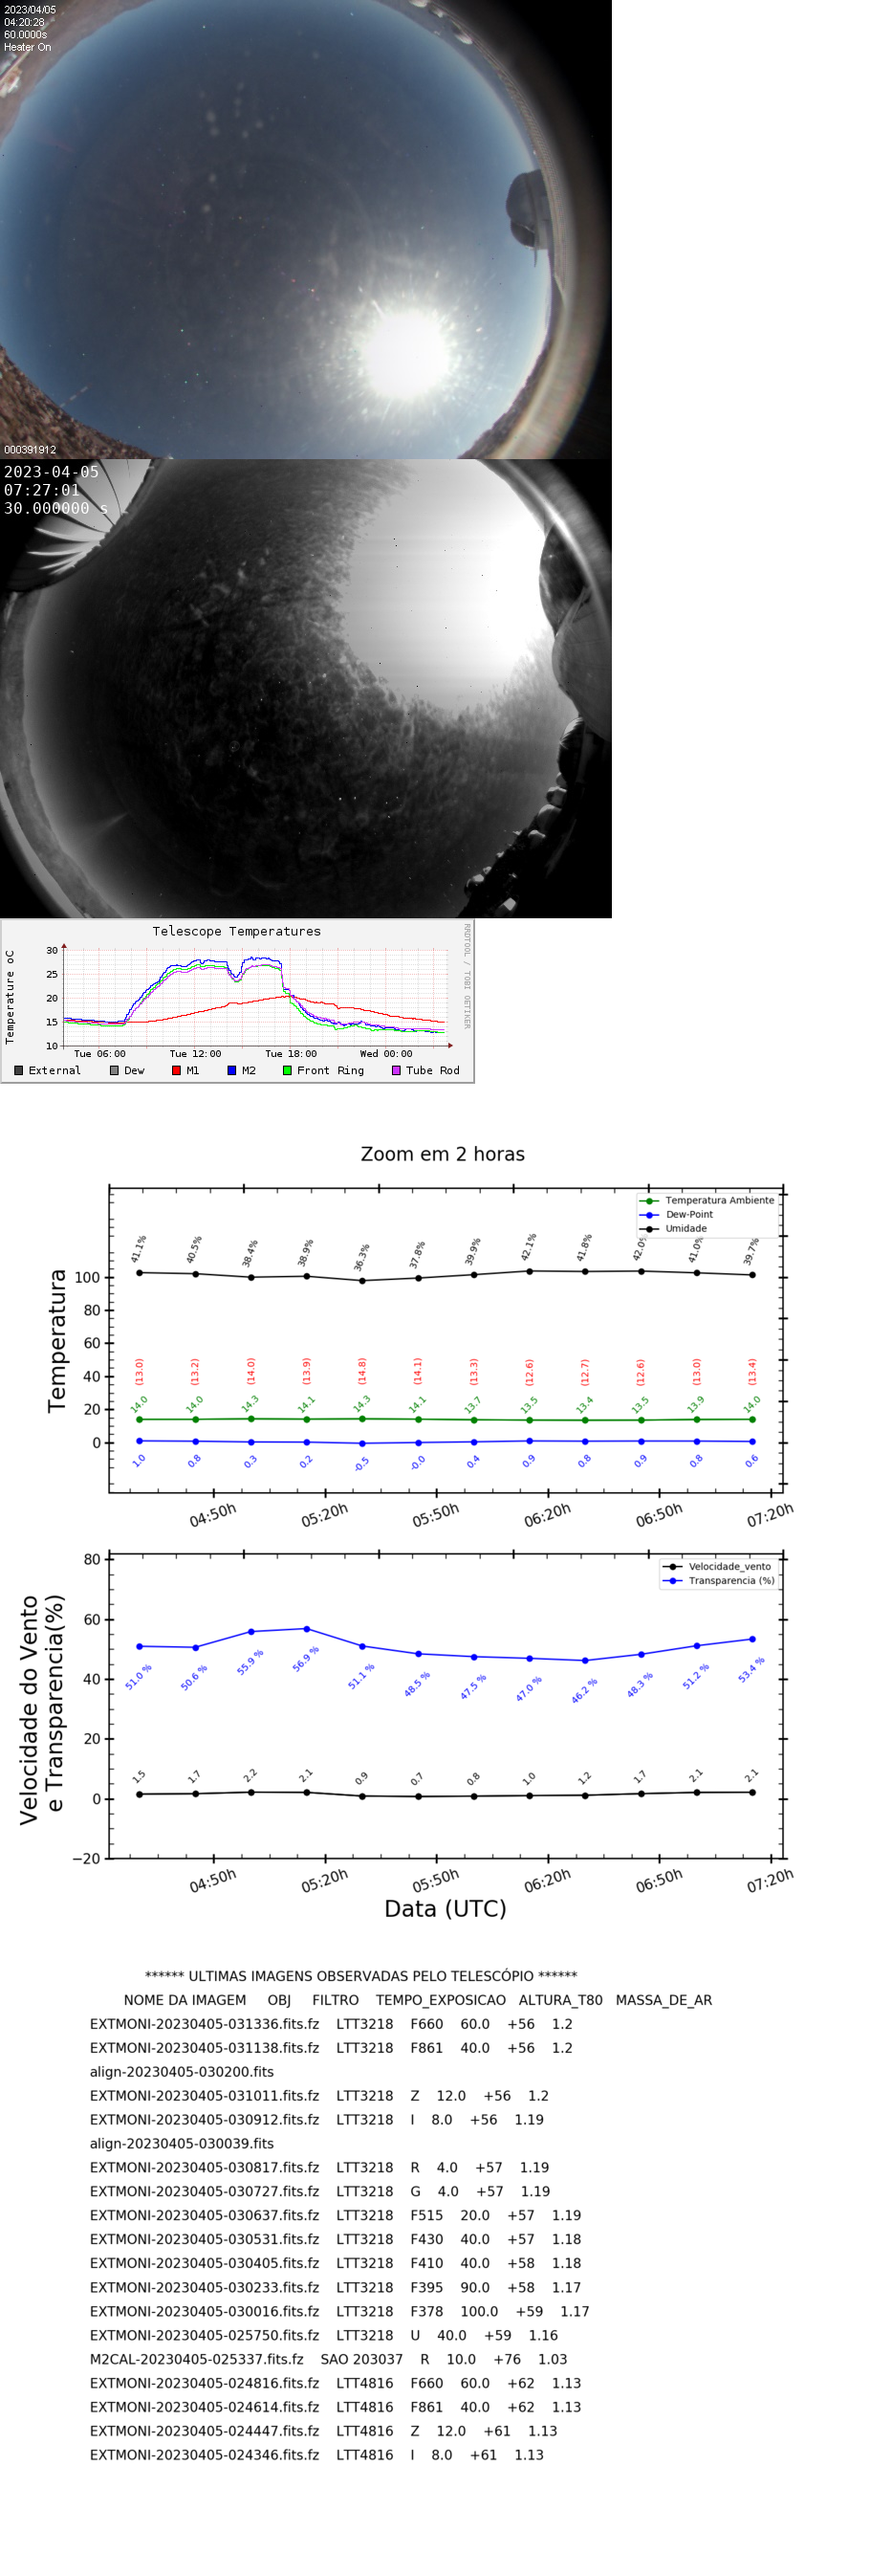 2023/04/05
04:20:28
60.0000s
Heater On
000391912
2023-04-05
07:27:01
30.000000 s
Telescope Temperatures
RRDTOOL / TOBI OETIKER
Temperature oC
30
25
20
15
10
Tue 06:00 Tue 12:00 Tue 18:00 Wed 00:00
External Dew M1 M2 Front Ring Tube Rod
Zoom em 2 horas
Temperatura Ambiente
Dew-Point
Umidade
41.1% 40.5% 38.4% 38.9% 36.3% 37.8% 39.9% 42.1% 41.8% 42.0% 41.0% 39.7%
Temperatura
100
80
60
40
20
0
(13.0) (13.2) (14.0) (13.9) (14.8) (14.1) (13.3) (12.6) (12.7) (12.6) (13.0) (13.4)
14.0 14.0 14.3 14.1 14.3 14.1 13.7 13.5 13.4 13.5 13.9 14.0
1.0 0.8 0.3 0.2 -0.5 -0.0 0.4 0.9 0.8 0.9 0.8 0.6
04:50h 05:20h 05:50h 06:20h 06:50h 07:20h
Velocidade_vento
Transparencia (%)
Velocidade do Vento
e Transparencia(%)
80
60
40
20
0
−20
51.0 % 50.6 % 55.9 % 56.9 % 51.1 % 48.5 % 47.5 % 47.0 % 46.2 % 48.3 % 51.2 % 53.4 %
1.5 1.7 2.2 2.1 0.9 0.7 0.8 1.0 1.2 1.7 2.1 2.1
04:50h 05:20h 05:50h 06:20h 06:50h 07:20h
Data (UTC)
****** ULTIMAS IMAGENS OBSERVADAS PELO TELESCÓPIO ******
NOME DA IMAGEM OBJ FILTRO TEMPO_EXPOSICAO ALTURA_T80 MASSA_DE_AR
EXTMONI-20230405-031336.fits.fz LTT3218 F660 60.0 +56 1.2
EXTMONI-20230405-031138.fits.fz LTT3218 F861 40.0 +56 1.2
align-20230405-030200.fits
EXTMONI-20230405-031011.fits.fz LTT3218 Z 12.0 +56 1.2
EXTMONI-20230405-030912.fits.fz LTT3218 I 8.0 +56 1.19
align-20230405-030039.fits
EXTMONI-20230405-030817.fits.fz LTT3218 R 4.0 +57 1.19
EXTMONI-20230405-030727.fits.fz LTT3218 G 4.0 +57 1.19
EXTMONI-20230405-030637.fits.fz LTT3218 F515 20.0 +57 1.19
EXTMONI-20230405-030531.fits.fz LTT3218 F430 40.0 +57 1.18
EXTMONI-20230405-030405.fits.fz LTT3218 F410 40.0 +58 1.18
EXTMONI-20230405-030233.fits.fz LTT3218 F395 90.0 +58 1.17
EXTMONI-20230405-030016.fits.fz LTT3218 F378 100.0 +59 1.17
EXTMONI-20230405-025750.fits.fz LTT3218 U 40.0 +59 1.16
M2CAL-20230405-025337.fits.fz SAO 203037 R 10.0 +76 1.03
EXTMONI-20230405-024816.fits.fz LTT4816 F660 60.0 +62 1.13
EXTMONI-20230405-024614.fits.fz LTT4816 F861 40.0 +62 1.13
EXTMONI-20230405-024447.fits.fz LTT4816 Z 12.0 +61 1.13
EXTMONI-20230405-024346.fits.fz LTT4816 I 8.0 +61 1.13